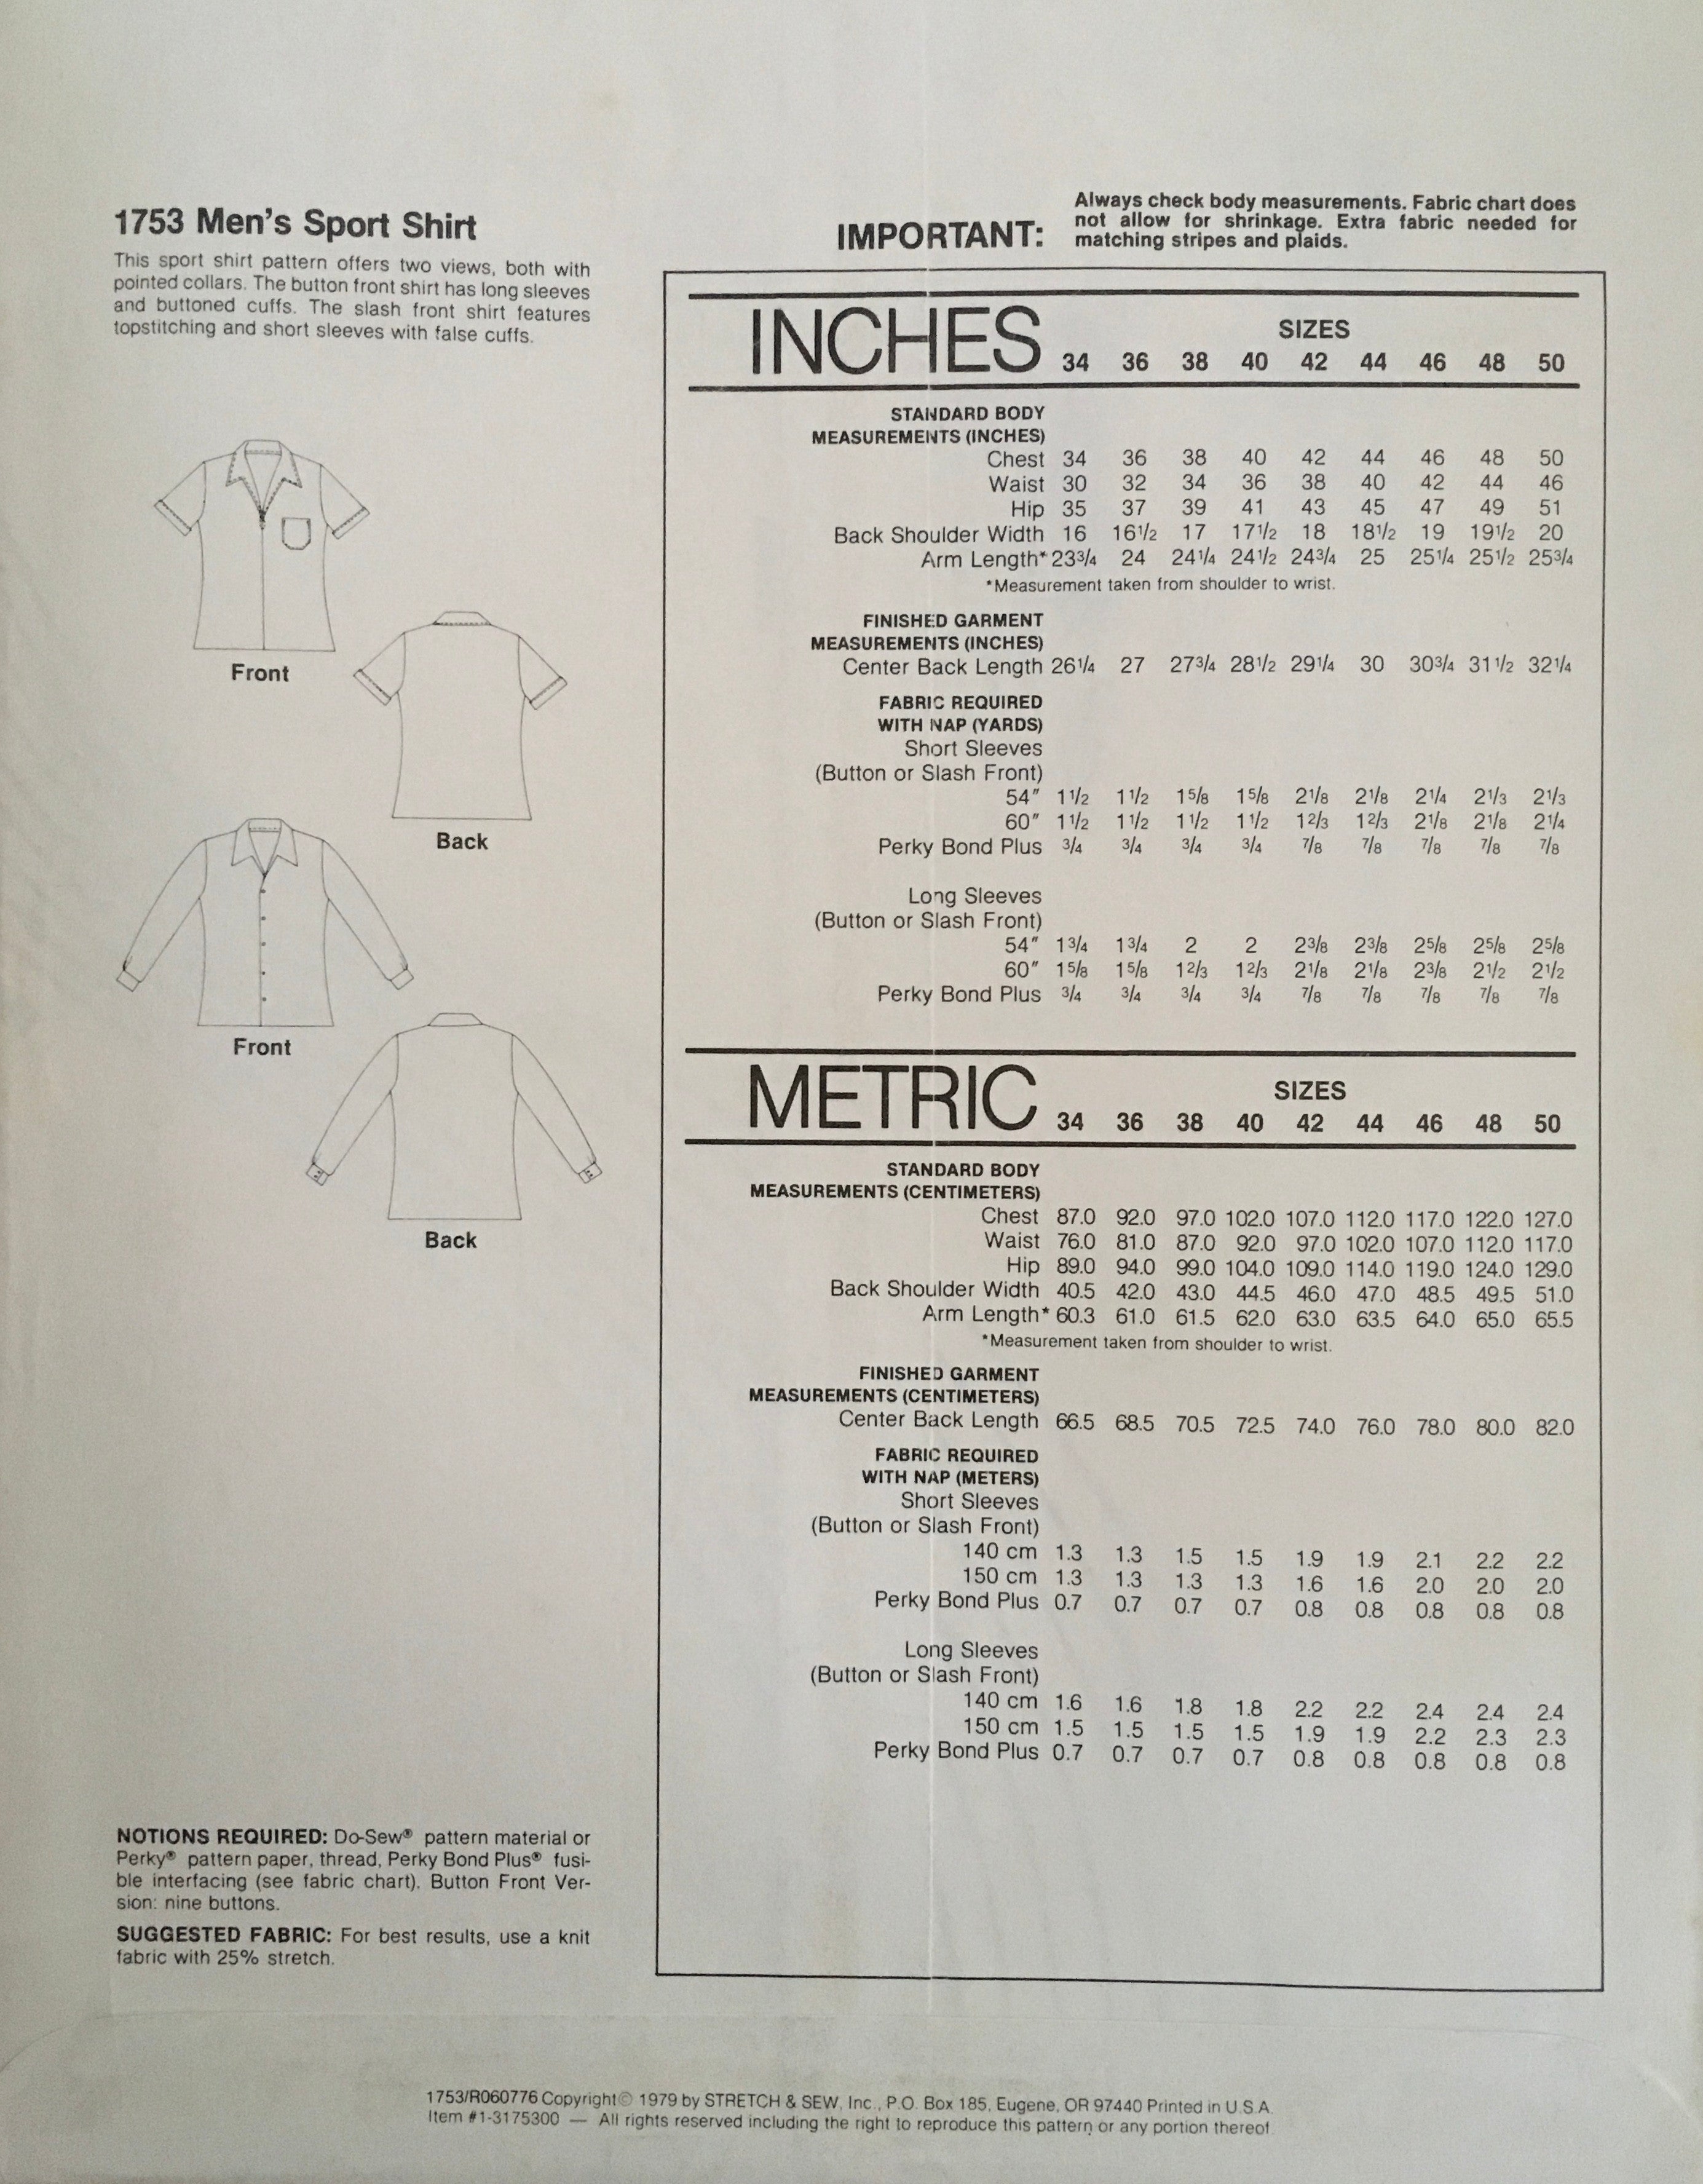 1753 Men's Sport Shirt
This sport shirt pattern offers two views, both with
pointed collars. The button front shirt has long sleeves
and buttoned cuffs. The slash front shirt features
topstitching and short sleeves with false cuffs.
Front
Back
Front
Back
NOTIONS REQUIRED: Do-Sew® pattern material or
Perky® pattern paper, thread, Perky Bond Plus® fusi-
ble interfacing (see fabric chart). Button Front Ver-
sion: nine buttons.
SUGGESTED FABRIC: For best results, use a knit
fabric with 25% stretch.
IMPORTANT: Always check body measurements. Fabric chart does
not allow for shrinkage. Extra fabric needed for
matching stripes and plaids.
INCHES SIZES
34 36 38 40 42 44 46 48 50
STANDARD BODY
MEASUREMENTS (INCHES)
Chest 34 36 38 40 42 44 46 48 50
Waist 30 32 34 36 38 40 42 44 46
Hip 35 37 39 41 43 45 47 49 51
Back Shoulder Width 16 16½ 17 17½ 18 18½ 19 19½ 20
Arm Length* 23¾ 24 24¼ 24½ 24¾ 25 25¼ 25½ 25¾
*Measurement taken from shoulder to wrist.
FINISHED GARMENT
MEASUREMENTS (INCHES)
Center Back Length 26¼ 27 27¾ 28½ 29¼ 30 30¾ 31½ 32¼
FABRIC REQUIRED
WITH NAP (YARDS)
Short Sleeves
(Button or Slash Front)
54" 1½ 1½ 1⅝ 1⅝ 2⅛ 2⅛ 2¼ 2⅓ 2⅓
60" 1½ 1½ 1½ 1½ 1⅔ 1⅔ 2⅛ 2⅛ 2¼
Perky Bond Plus ¾ ¾ ¾ ¾ ⅞ ⅞ ⅞ ⅞ ⅞
Long Sleeves
(Button or Slash Front)
54" 1¾ 1¾ 2 2 2⅜ 2⅜ 2⅝ 2⅝ 2⅝
60" 1⅝ 1⅝ 1⅔ 1⅔ 2⅛ 2⅛ 2⅜ 2½ 2½
Perky Bond Plus ¾ ¾ ¾ ¾ ⅞ ⅞ ⅞ ⅞ ⅞
METRIC SIZES
34 36 38 40 42 44 46 48 50
STANDARD BODY
MEASUREMENTS (CENTIMETERS)
Chest 87.0 92.0 97.0 102.0 107.0 112.0 117.0 122.0 127.0
Waist 76.0 81.0 87.0 92.0 97.0 102.0 107.0 112.0 117.0
Hip 89.0 94.0 99.0 104.0 109.0 114.0 119.0 124.0 129.0
Back Shoulder Width 40.5 42.0 43.0 44.5 46.0 47.0 48.5 49.5 51.0
Arm Length* 60.3 61.0 61.5 62.0 63.0 63.5 64.0 65.0 65.5
*Measurement taken from shoulder to wrist.
FINISHED GARMENT
MEASUREMENTS (CENTIMETERS)
Center Back Length 66.5 68.5 70.5 72.5 74.0 76.0 78.0 80.0 82.0
FABRIC REQUIRED
WITH NAP (METERS)
Short Sleeves
(Button or Slash Front)
140 cm 1.3 1.3 1.5 1.5 1.9 1.9 2.1 2.2 2.2
150 cm 1.3 1.3 1.3 1.3 1.6 1.6 2.0 2.0 2.0
Perky Bond Plus 0.7 0.7 0.7 0.7 0.8 0.8 0.8 0.8 0.8
Long Sleeves
(Button or Slash Front)
140 cm 1.6 1.6 1.8 1.8 2.2 2.2 2.4 2.4 2.4
150 cm 1.5 1.5 1.5 1.5 1.9 1.9 2.2 2.3 2.3
Perky Bond Plus 0.7 0.7 0.7 0.7 0.8 0.8 0.8 0.8 0.8
1753/R060776 Copyright© 1979 by STRETCH & SEW, Inc., P.O. Box 185, Eugene, OR 97440 Printed in U.S.A.
Item #1-3175300 — All rights reserved including the right to reproduce this pattern or any portion thereof.